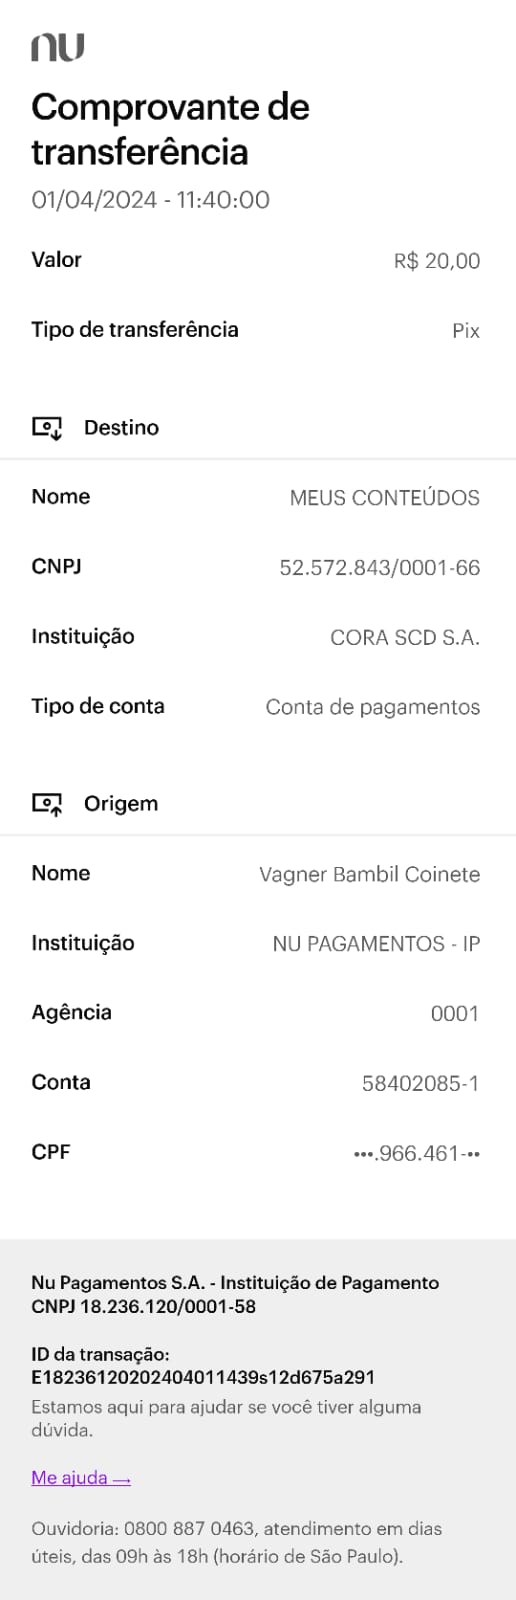 nu
Comprovante de
transferência
01/04/2024 - 11:40:00
Valor R$ 20,00
Tipo de transferência Pix
Destino
Nome MEUS CONTEÚDOS
CNPJ 52.572.843/0001-66
Instituição CORA SCD S.A.
Tipo de conta Conta de pagamentos
Origem
Nome Vagner Bambil Coinete
Instituição NU PAGAMENTOS - IP
Agência 0001
Conta 58402085-1
CPF •••.966.461-••
Nu Pagamentos S.A. - Instituição de Pagamento
CNPJ 18.236.120/0001-58
ID da transação:
E18236120202404011439s12d675a291
Estamos aqui para ajudar se você tiver alguma
dúvida.
Me ajuda →
Ouvidoria: 0800 887 0463, atendimento em dias
úteis, das 09h às 18h (horário de São Paulo).